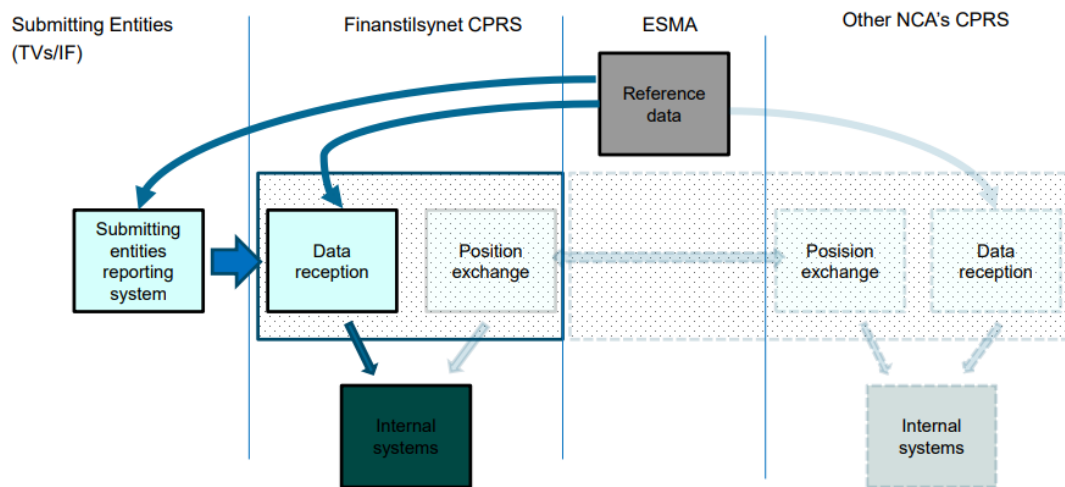 Submitting Entities
(TVs/IF)
Finanstilsynet CPRS
ESMA
Other NCA's CPRS
Reference
data
Submitting
entities
reporting
system
Data
reception
Position
exchange
Posision
exchange
Data
reception
Internal
systems
Internal
systems